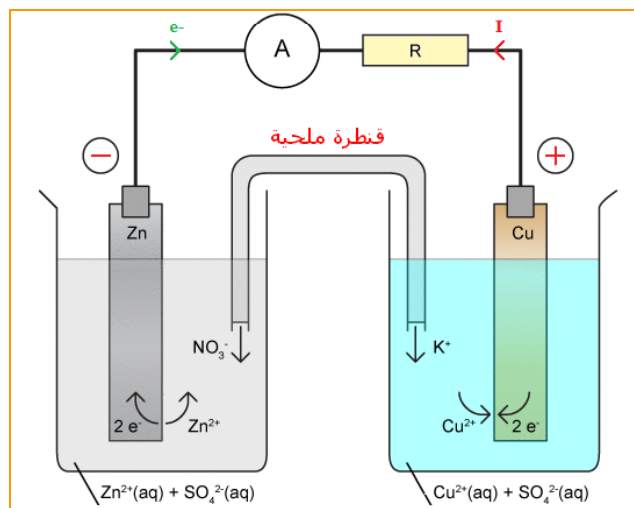 e-
A
R
I
قنطرة ملحية
−
+
Zn
Cu
NO₃⁻
K⁺
2 e⁻
Zn²⁺
Cu²⁺
2 e⁻
Zn²⁺(aq) + SO₄²⁻(aq)
Cu²⁺(aq) + SO₄²⁻(aq)